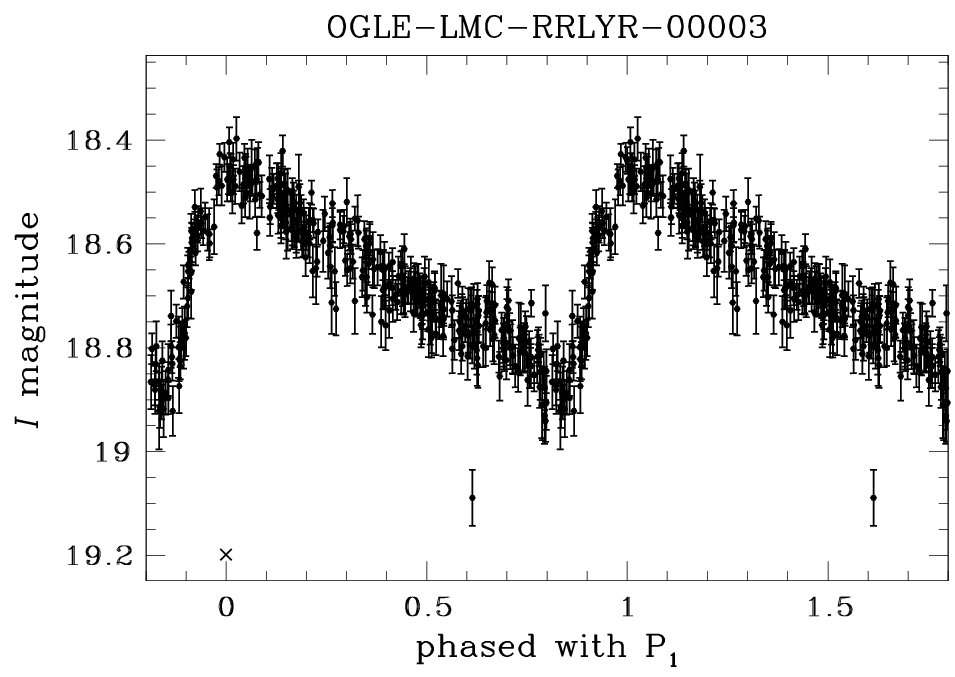 OGLE-LMC-RRLYR-00003
I magnitude
18.4
18.6
18.8
19
19.2
0 0.5 1 1.5
phased with P₁